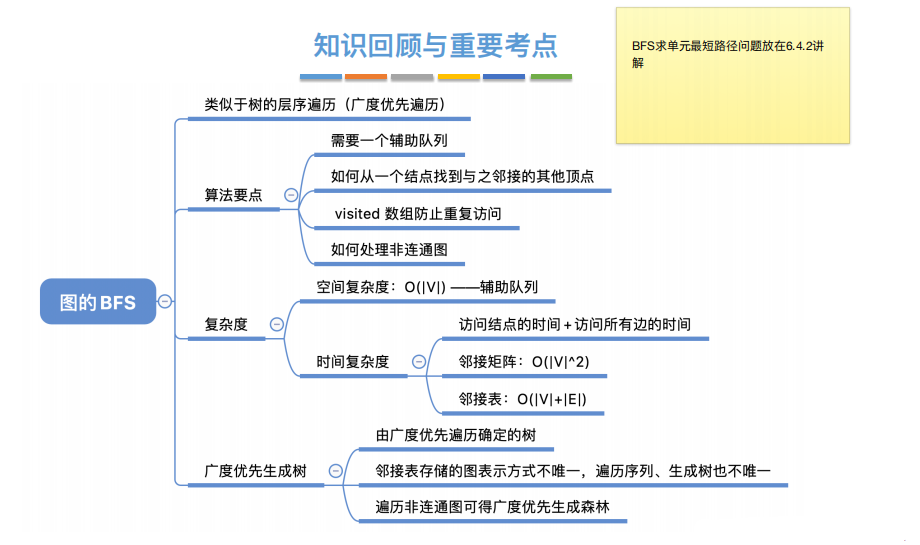 知识回顾与重要考点
BFS求单元最短路径问题放在6.4.2讲
解
类似于树的层序遍历（广度优先遍历）
需要一个辅助队列
如何从一个结点找到与之邻接的其他顶点
算法要点
visited 数组防止重复访问
如何处理非连通图
图的 BFS
空间复杂度：O(|V|) ——辅助队列
复杂度
访问结点的时间 + 访问所有边的时间
时间复杂度
邻接矩阵：O(|V|^2)
邻接表：O(|V|+|E|)
由广度优先遍历确定的树
广度优先生成树
邻接表存储的图表示方式不唯一，遍历序列、生成树也不唯一
遍历非连通图可得广度优先生成森林